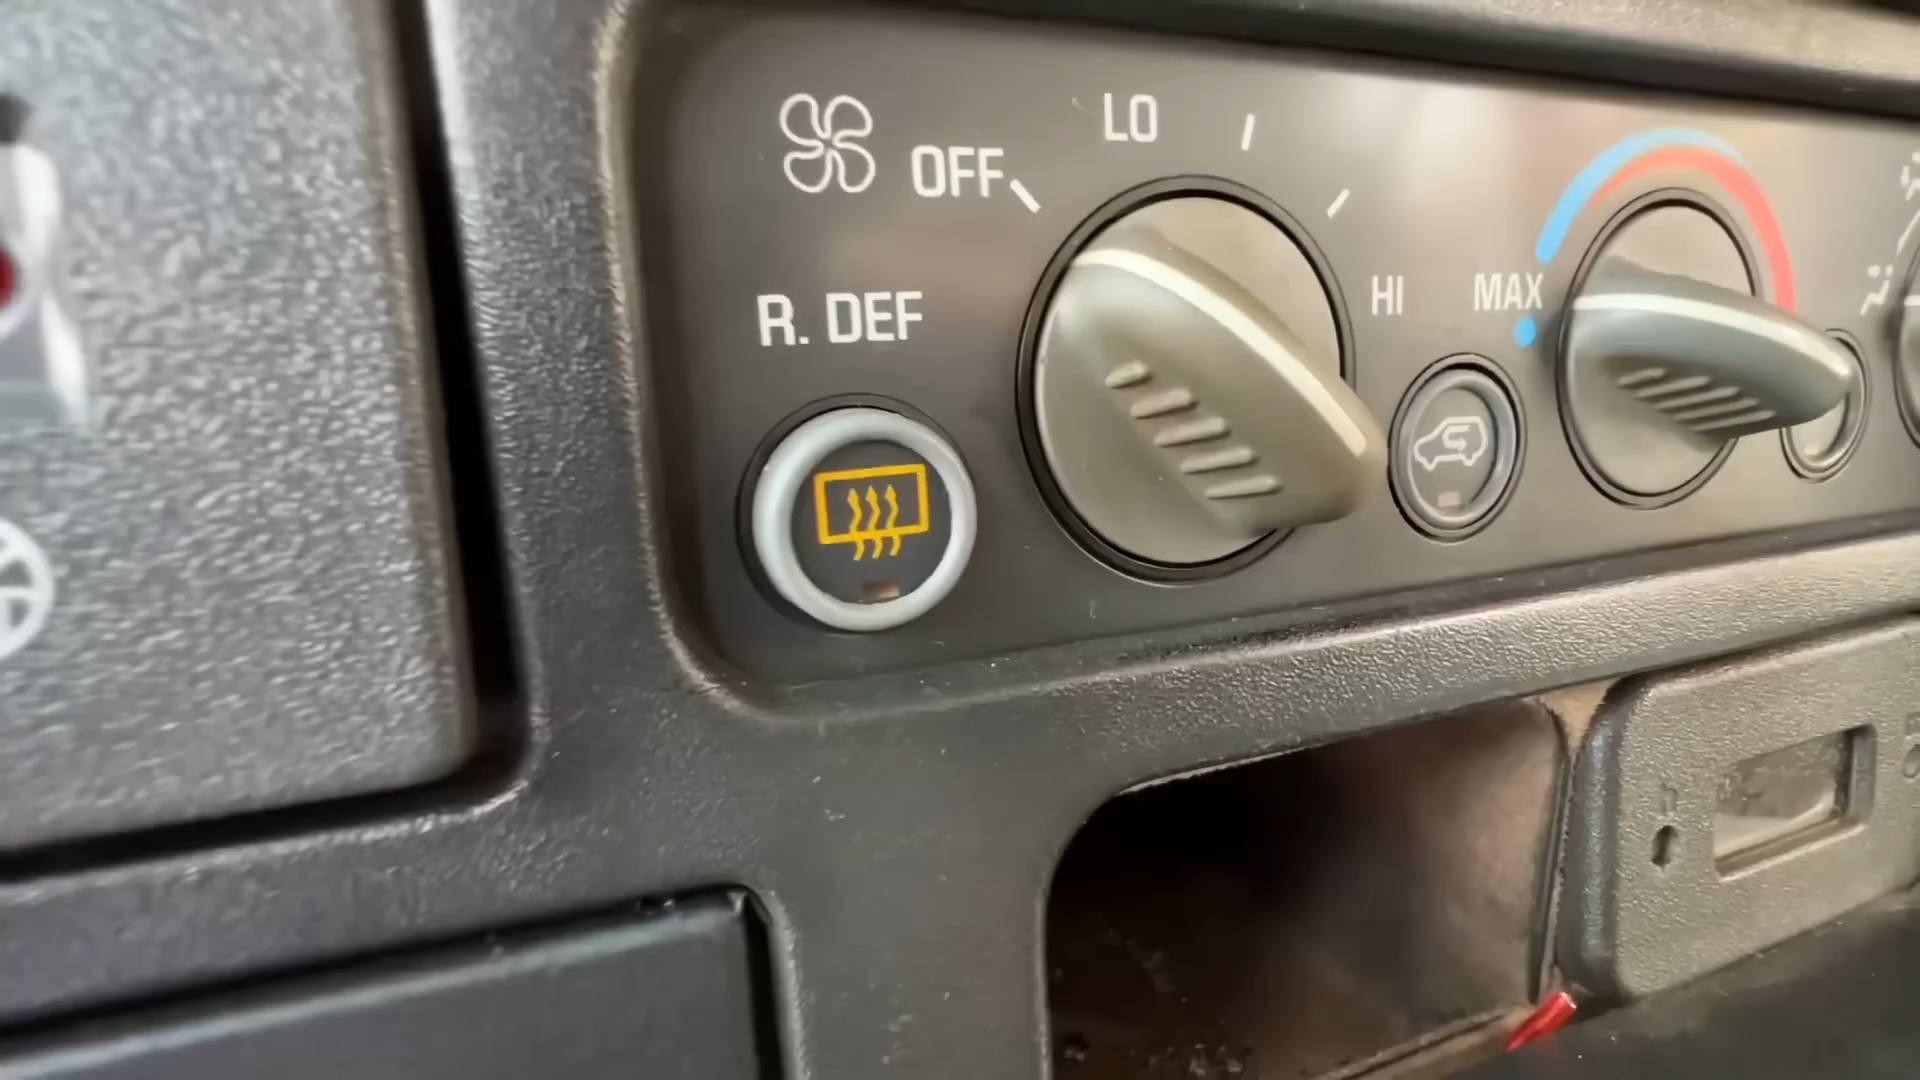 LO
OFF
HI
MAX
R. DEF